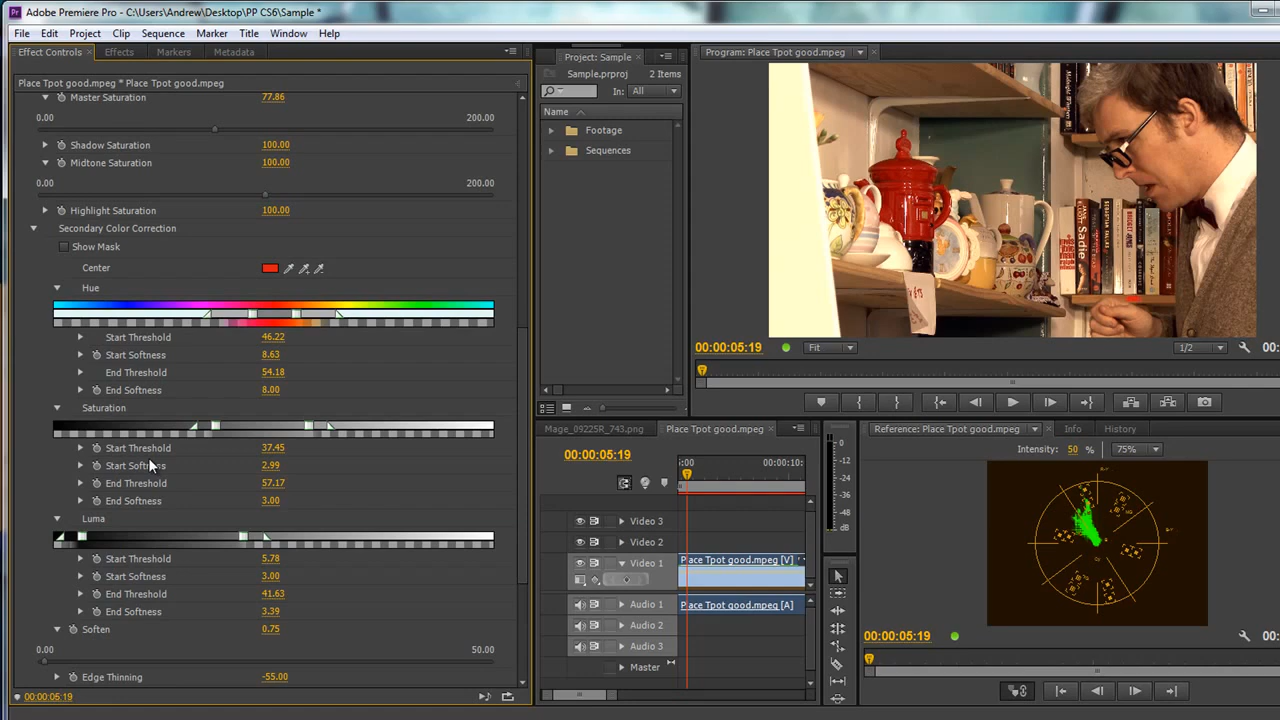 Adobe Premiere Pro - C:\Users\Andrew\Desktop\PP CS6\Sample *
File Edit Project Clip Sequence Marker Title Window Help
Effect Controls Effects Markers Metadata
Place Tpot good.mpeg * Place Tpot good.mpeg
Master Saturation 77.86
0.00 200.00
Shadow Saturation 100.00
Midtone Saturation 100.00
0.00 200.00
Highlight Saturation 100.00
Secondary Color Correction
Show Mask
Center
Hue
Start Threshold 46.22
Start Softness 8.63
End Threshold 54.18
End Softness 8.00
Saturation
Start Threshold 37.45
Start Softness 2.99
End Threshold 57.17
End Softness 3.00
Luma
Start Threshold 5.78
Start Softness 3.00
End Threshold 41.63
End Softness 3.39
Soften 0.75
0.00 50.00
Edge Thinning -55.00
00:00:05:19
Project: Sample
Sample.prproj 2 Items
In: All
Name
Footage
Sequences
Program: Place Tpot good.mpeg
Sadie
00:00:05:19 Fit 1/2 00:
Mage_09225R_743.png Place Tpot good.mpeg
00:00:05:19
:00 00:00:10:
Video 3
Video 2
Video 1 Place Tpot good.mpeg [V]
Audio 1 Place Tpot good.mpeg [A]
Audio 2
Audio 3
Master
0
-12
-24
-36
-48
dB
Reference: Place Tpot good.mpeg Info History
Intensity: 50 % 75%
00:00:05:19 00: